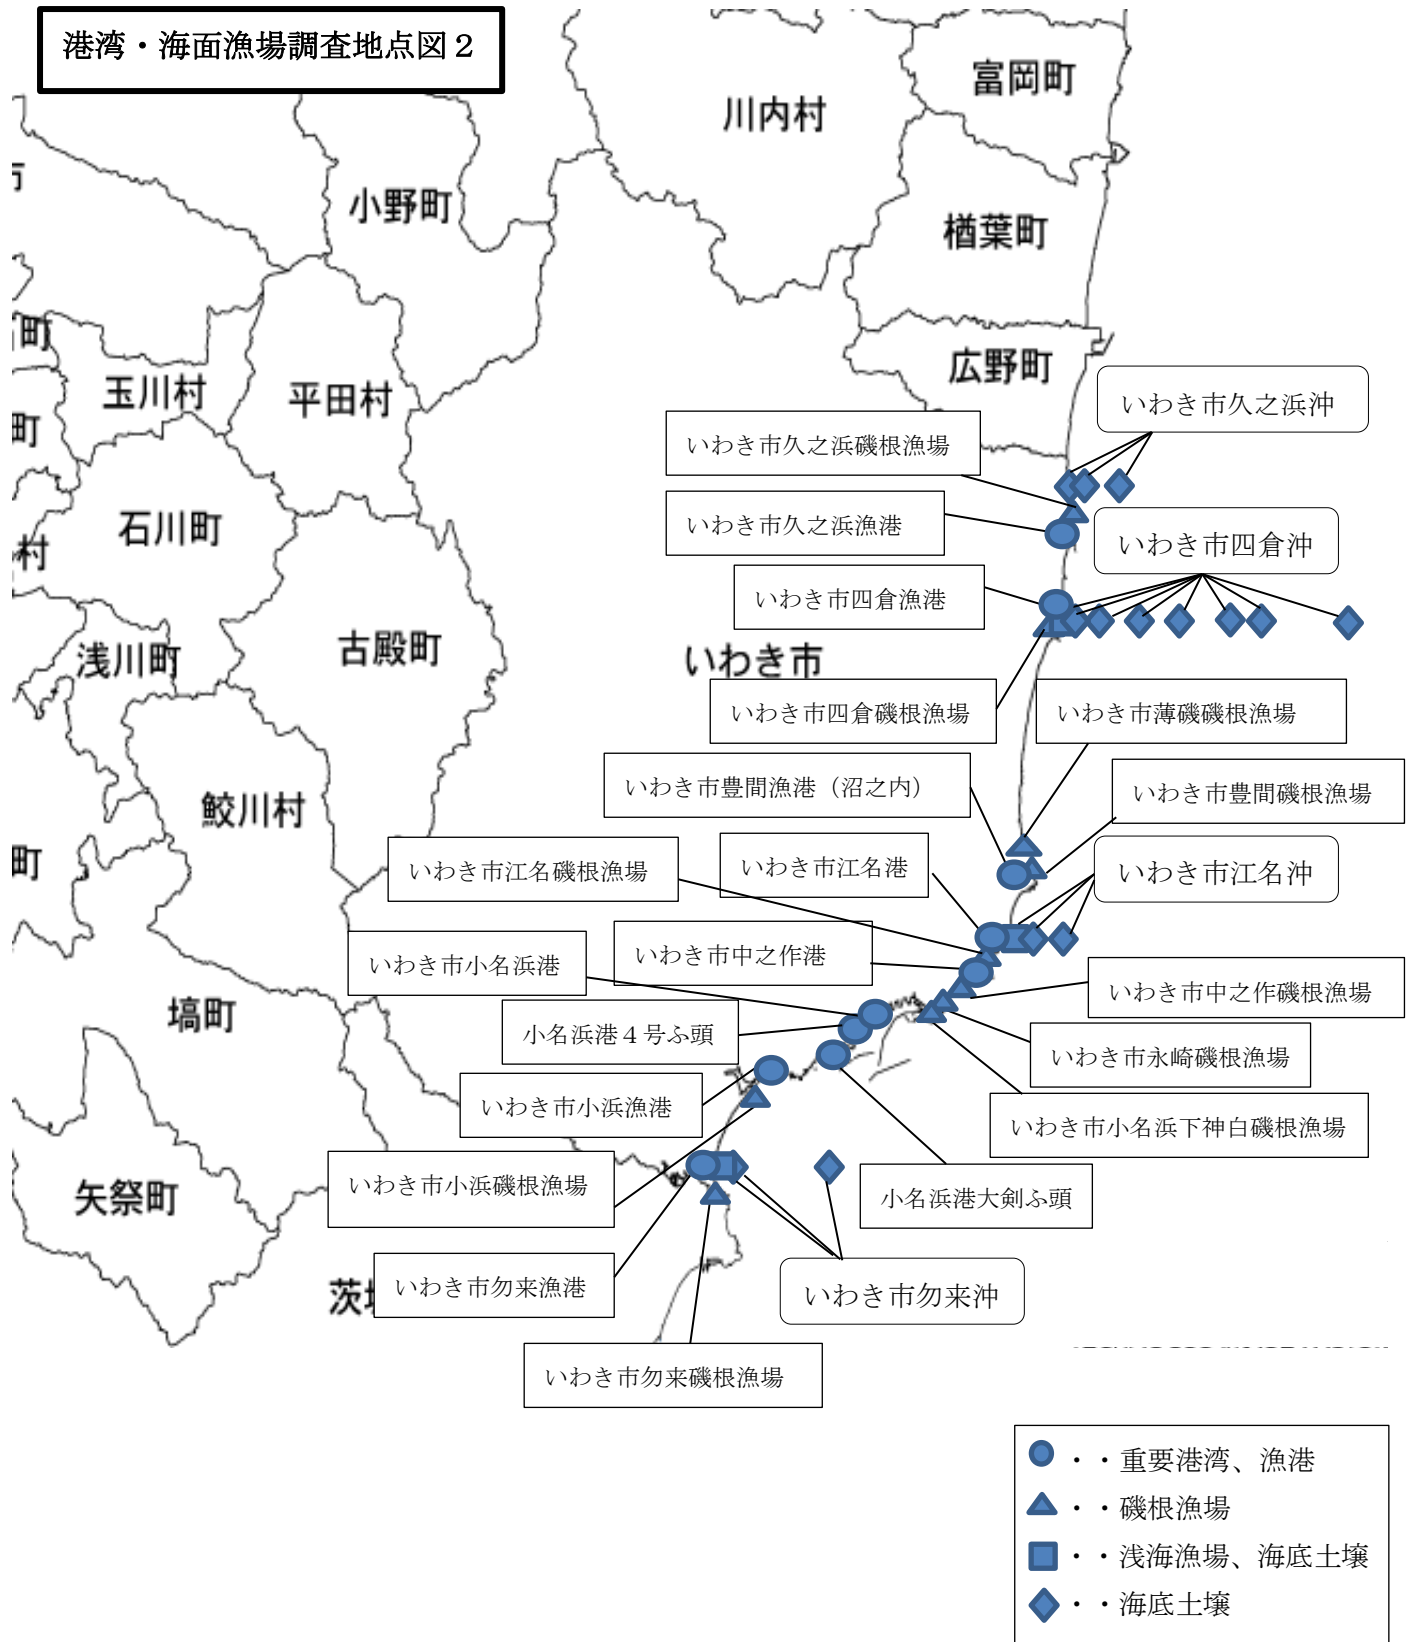 港湾・海面漁場調査地点図２
富岡町
川内村
小野町
楢葉町
町
玉川村
平田村
広野町
いわき市久之浜沖
町
いわき市久之浜磯根漁場
石川町
いわき市久之浜漁港
村
いわき市四倉沖
いわき市四倉漁港
浅川町
古殿町
いわき市
いわき市四倉磯根漁場
いわき市薄磯磯根漁場
いわき市豊間漁港（沼之内）
いわき市豊間磯根漁場
鮫川村
町
いわき市江名磯根漁場
いわき市江名港
いわき市江名沖
いわき市小名浜港
いわき市中之作港
いわき市中之作磯根漁場
塙町
小名浜港４号ふ頭
いわき市永崎磯根漁場
いわき市小浜漁港
いわき市小名浜下神白磯根漁場
いわき市小浜磯根漁場
小名浜港大剣ふ頭
矢祭町
いわき市勿来漁港
いわき市勿来沖
茨
いわき市勿来磯根漁場
・・重要港湾、漁港
・・磯根漁場
・・浅海漁場、海底土壌
・・海底土壌